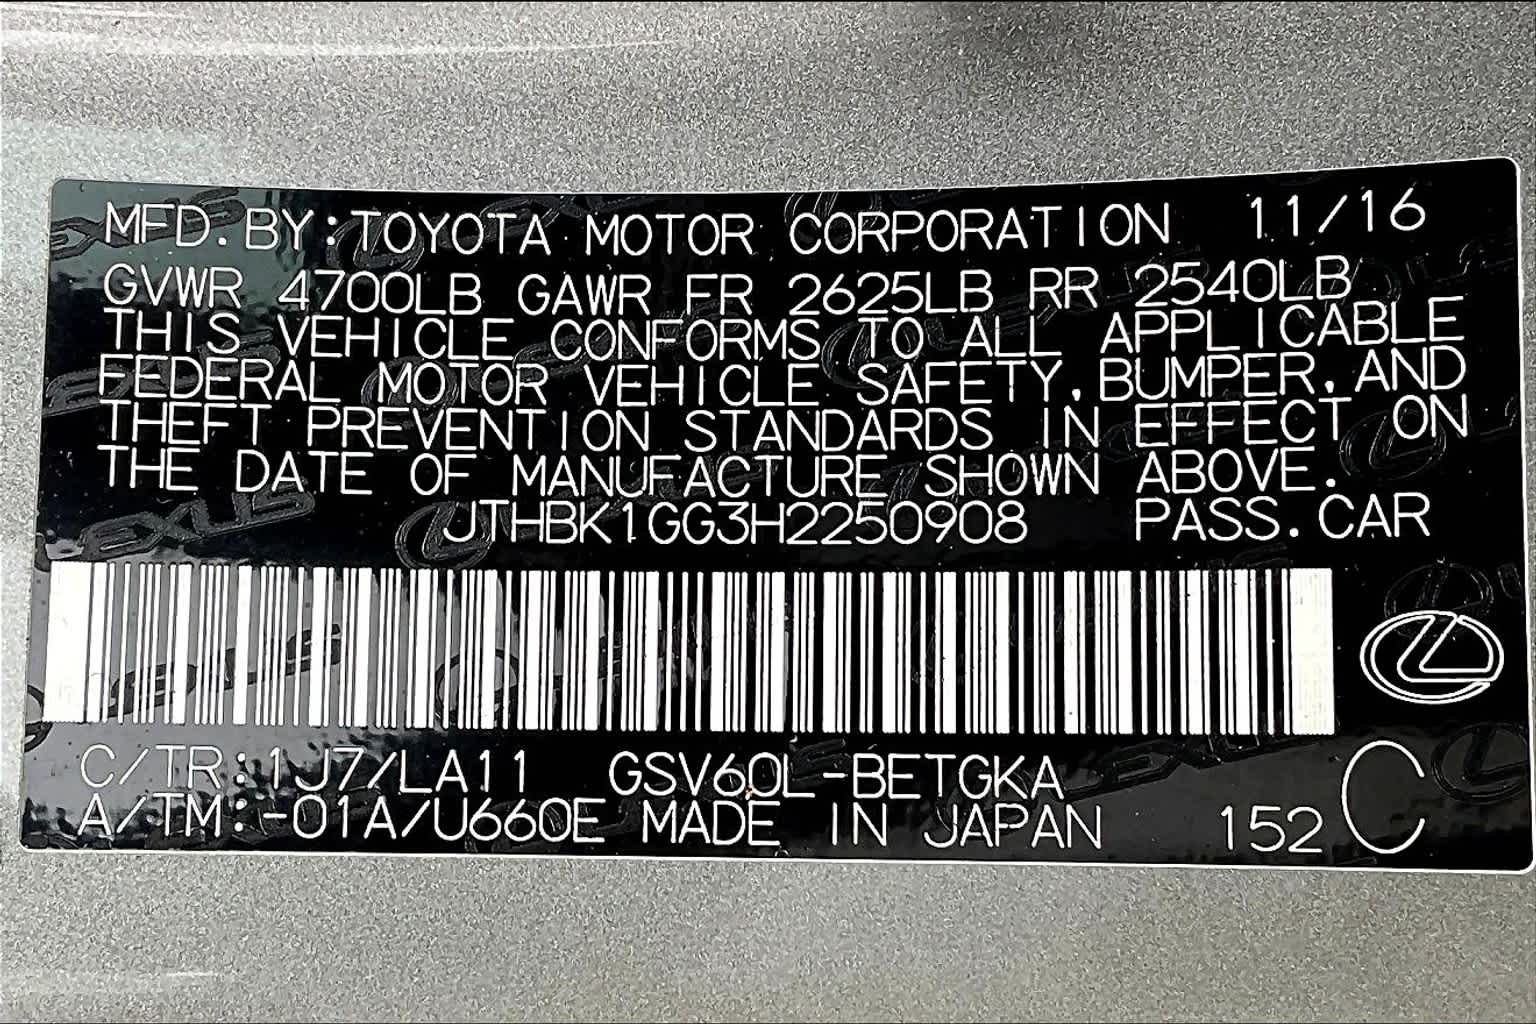 MFD. BY: TOYOTA MOTOR CORPORATION 11/16
GVWR 4700LB GAWR FR 2625LB RR 2540LB
THIS VEHICLE CONFORMS TO ALL APPLICABLE
FEDERAL MOTOR VEHICLE SAFETY, BUMPER, AND
THEFT PREVENTION STANDARDS IN EFFECT ON
THE DATE OF MANUFACTURE SHOWN ABOVE.
JTHBK1GG3H2250908 PASS. CAR
C/TR: 1J7/LA11 GSV60L-BETGKA
A/TM: -01A/U660E MADE IN JAPAN 152 C